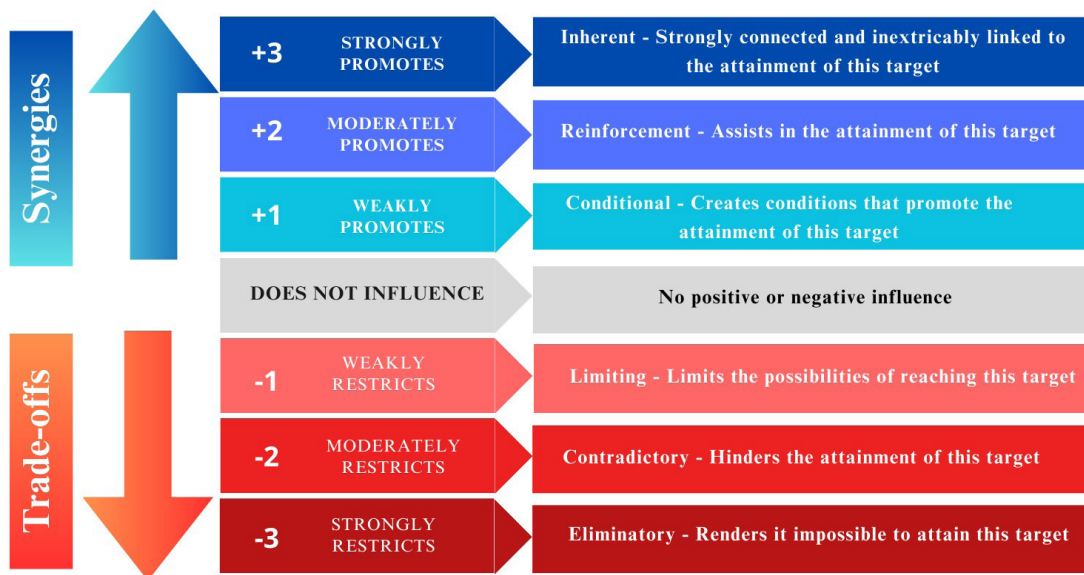 Synergies
+3
STRONGLY
PROMOTES
Inherent - Strongly connected and inextricably linked to
the attainment of this target
+2
MODERATELY
PROMOTES
Reinforcement - Assists in the attainment of this target
+1
WEAKLY
PROMOTES
Conditional - Creates conditions that promote the
attainment of this target
DOES NOT INFLUENCE
No positive or negative influence
Trade-offs
-1
WEAKLY
RESTRICTS
Limiting - Limits the possibilities of reaching this target
-2
MODERATELY
RESTRICTS
Contradictory - Hinders the attainment of this target
-3
STRONGLY
RESTRICTS
Eliminatory - Renders it impossible to attain this target